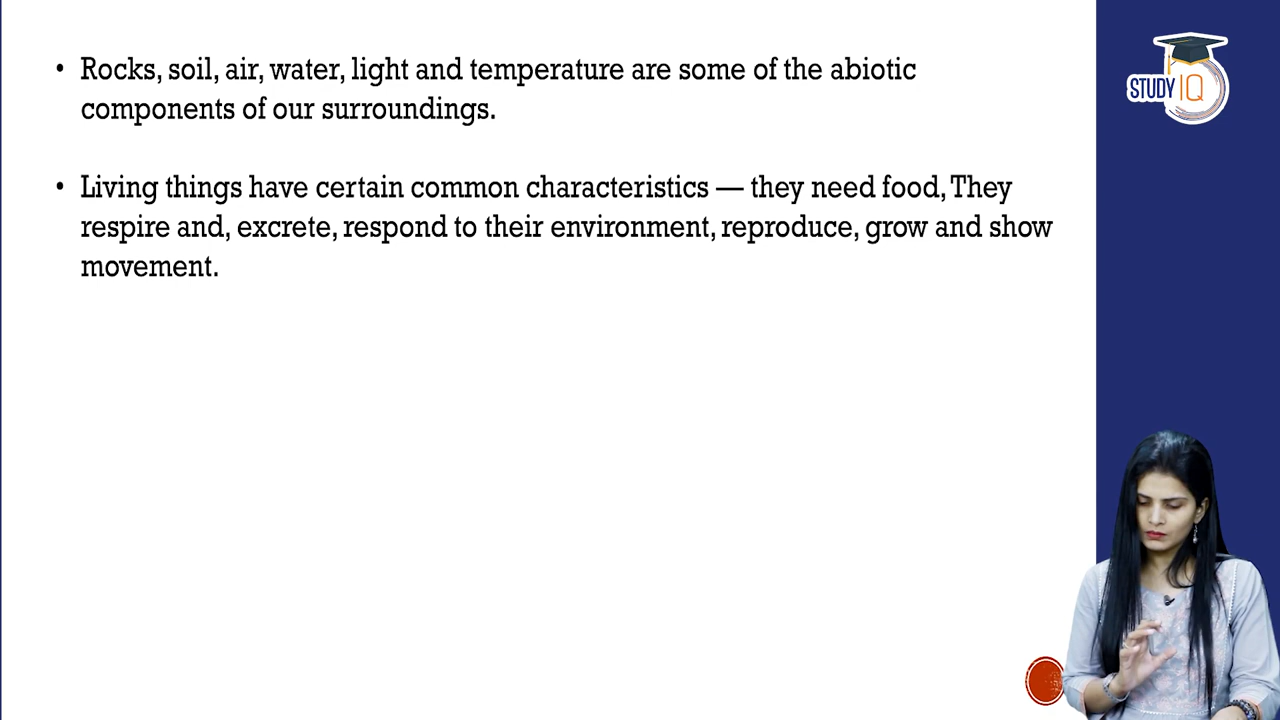 • Rocks, soil, air, water, light and temperature are some of the abiotic
components of our surroundings.
• Living things have certain common characteristics — they need food, They
respire and, excrete, respond to their environment, reproduce, grow and show
movement.
STUDY IQ